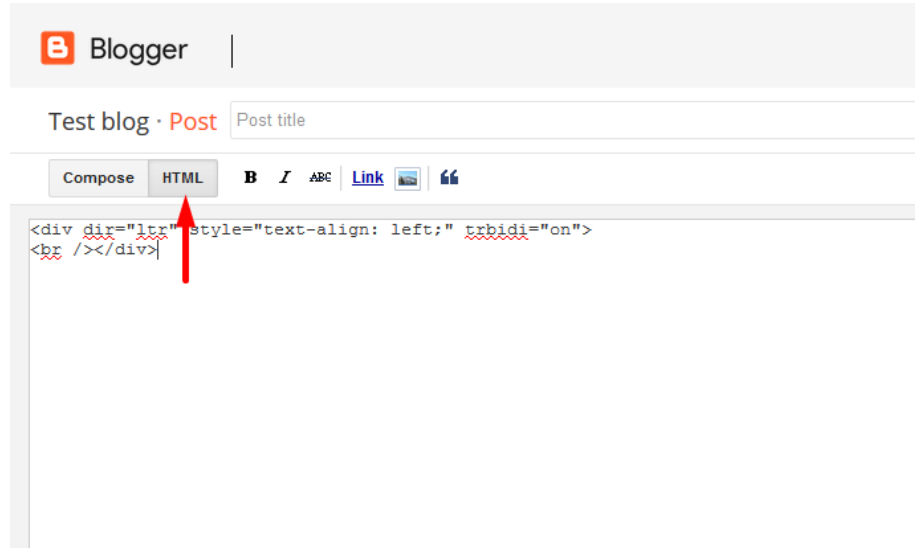 Blogger
Test blog · Post Post title
Compose HTML B I ABC Link “
<div dir="ltr" style="text-align: left;" trbidi="on">
<br /></div>